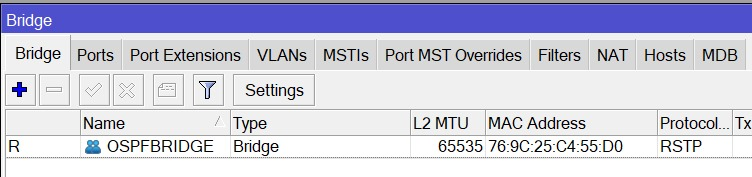 Bridge
Bridge Ports Port Extensions VLANs MSTIs Port MST Overrides Filters NAT Hosts MDB
Settings
Name Type L2 MTU MAC Address Protocol... Tx
R OSPFBRIDGE Bridge 65535 76:9C:25:C4:55:D0 RSTP